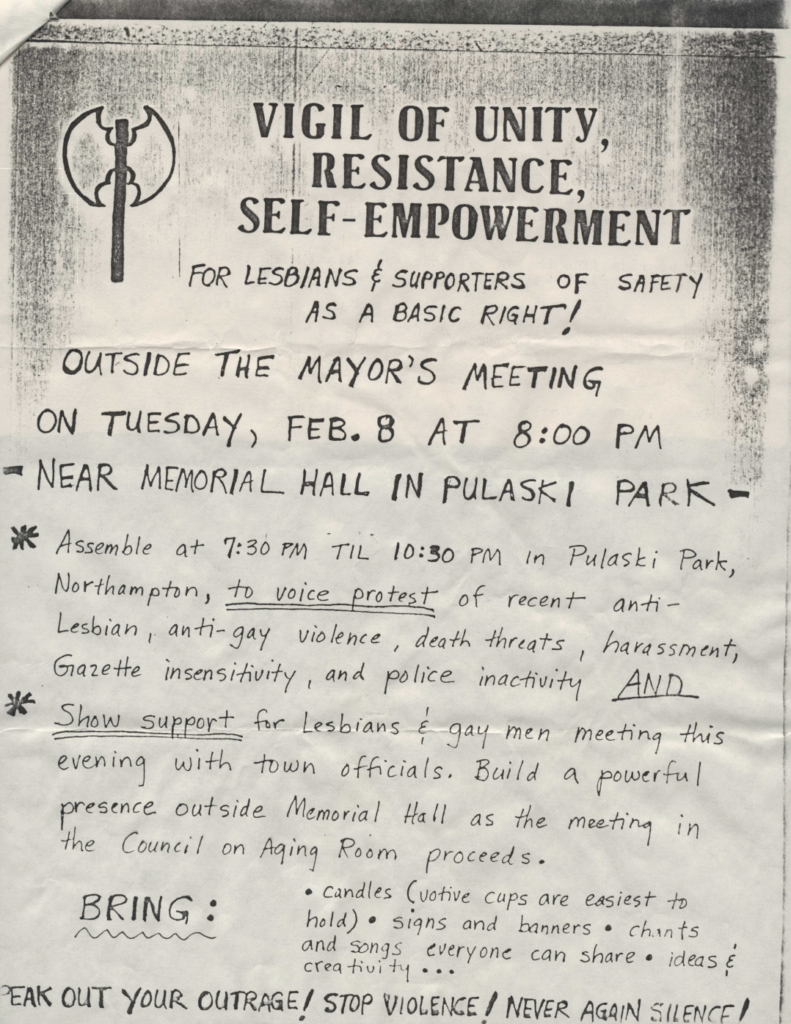 VIGIL OF UNITY,
RESISTANCE,
SELF-EMPOWERMENT
FOR LESBIANS & SUPPORTERS OF SAFETY
AS A BASIC RIGHT!
OUTSIDE THE MAYOR'S MEETING
ON TUESDAY, FEB. 8 AT 8:00 PM
- NEAR MEMORIAL HALL IN PULASKI PARK -
* Assemble at 7:30 PM TIL 10:30 PM in Pulaski Park,
Northampton, to voice protest of recent anti-
Lesbian, anti-gay violence, death threats, harassment,
Gazette insensitivity, and police inactivity AND
* Show support for Lesbians & gay men meeting this
evening with town officials. Build a powerful
presence outside Memorial Hall as the meeting in
the Council on Aging Room proceeds.
BRING:
• candles (votive cups are easiest to
hold) • signs and banners • chants
and songs everyone can share • ideas &
creativity...
PEAK OUT YOUR OUTRAGE! STOP VIOLENCE! NEVER AGAIN SILENCE!